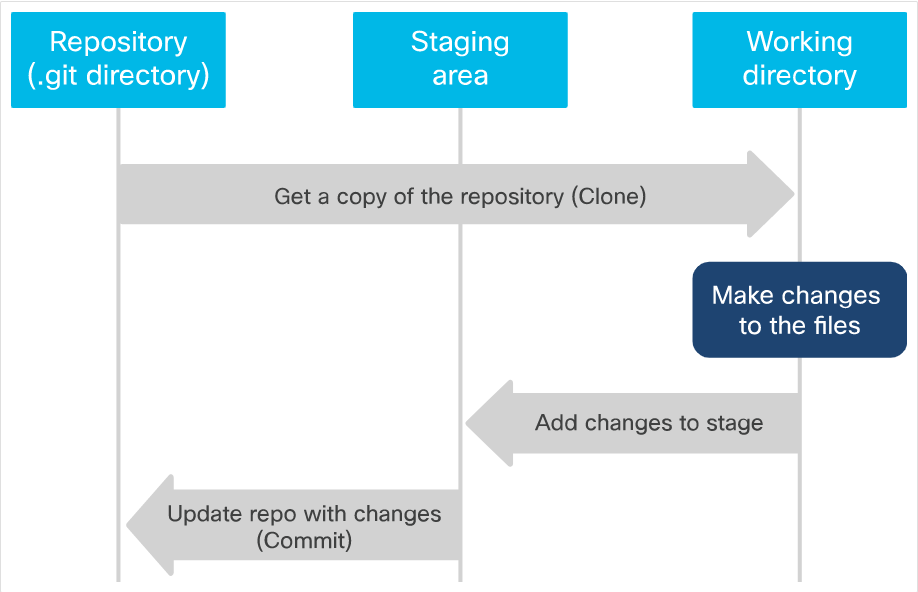 Repository
(.git directory)
Staging
area
Working
directory
Get a copy of the repository (Clone)
Make changes
to the files
Add changes to stage
Update repo with changes
(Commit)